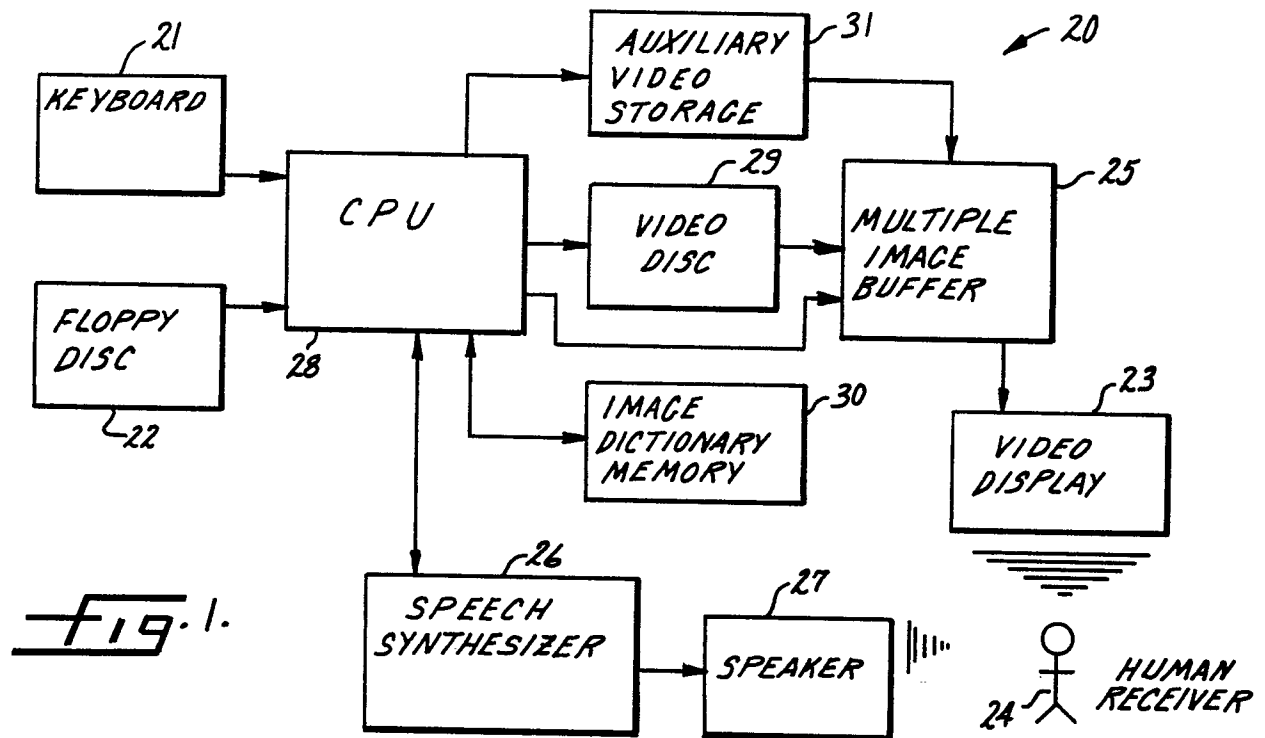 21
KEYBOARD
AUXILIARY
VIDEO
STORAGE
31
20
CPU
28
29
VIDEO
DISC
25
MULTIPLE
IMAGE
BUFFER
FLOPPY
DISC
22
IMAGE
DICTIONARY
MEMORY
30
23
VIDEO
DISPLAY
26
SPEECH
SYNTHESIZER
27
SPEAKER
24
HUMAN
RECEIVER
Fig. 1.